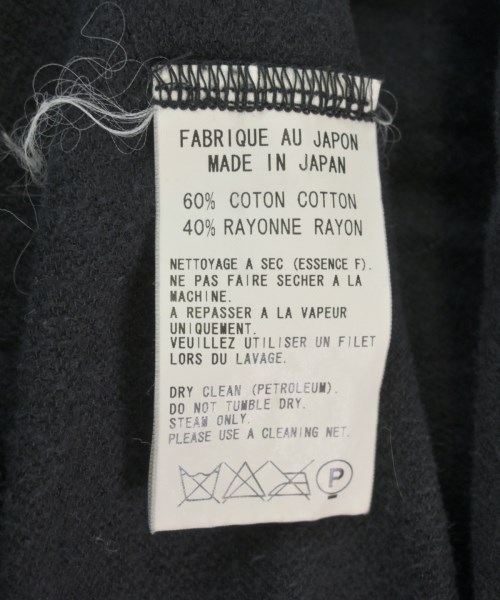 FABRIQUE AU JAPON
MADE IN JAPAN
60% COTON COTTON
40% RAYONNE RAYON
NETTOYAGE A SEC (ESSENCE F).
NE PAS FAIRE SECHER A LA
MACHINE.
A REPASSER A LA VAPEUR
UNIQUEMENT.
VEUILLEZ UTILISER UN FILET
LORS DU LAVAGE.
DRY CLEAN (PETROLEUM).
DO NOT TUMBLE DRY.
STEAM ONLY.
PLEASE USE A CLEANING NET.
P